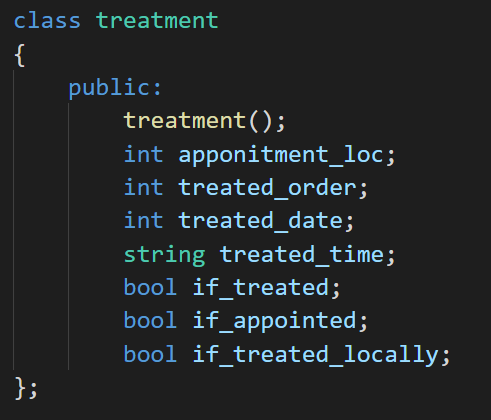 class treatment
{
public:
treatment();
int apponitment_loc;
int treated_order;
int treated_date;
string treated_time;
bool if_treated;
bool if_appointed;
bool if_treated_locally;
};